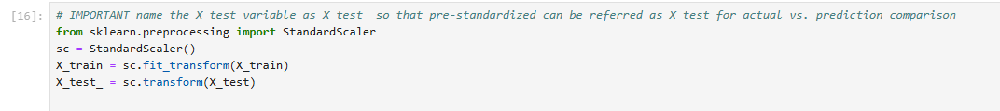 [16]: # IMPORTANT name the X_test variable as X_test_ so that pre-standardized can be referred as X_test for actual vs. prediction comparison
from sklearn.preprocessing import StandardScaler
sc = StandardScaler()
X_train = sc.fit_transform(X_train)
X_test_ = sc.transform(X_test)